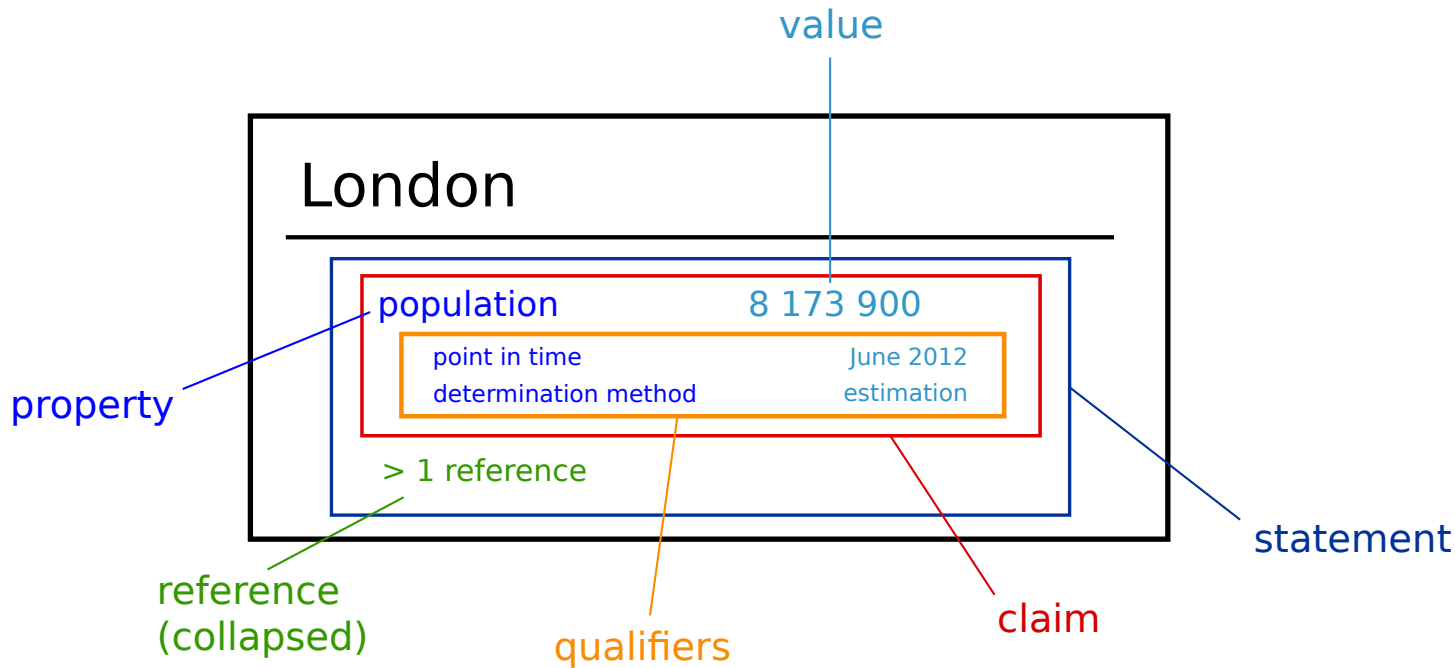 value
London
population 8 173 900
point in time June 2012
determination method estimation
property
> 1 reference
statement
reference
(collapsed)
claim
qualifiers